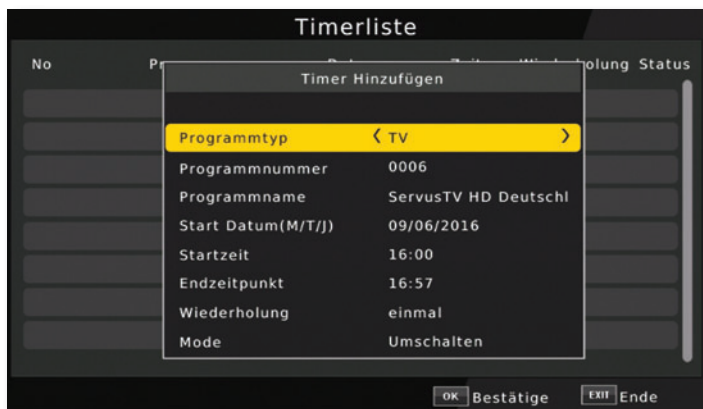 Timerliste
No Status
Timer Hinzufügen
Programmtyp TV
Programmnummer 0006
Programmname ServusTV HD Deutschl
Start Datum(M/T/J) 09/06/2016
Startzeit 16:00
Endzeitpunkt 16:57
Wiederholung einmal
Mode Umschalten
OK Bestätige EXIT Ende